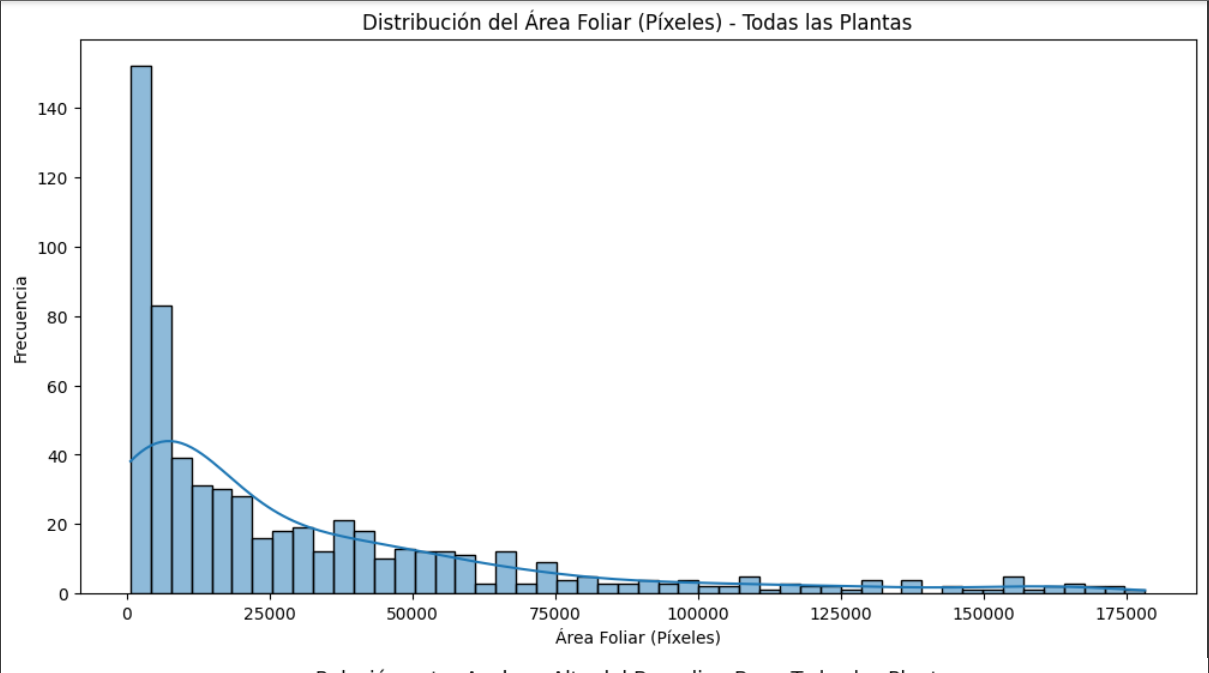 Distribución del Área Foliar (Píxeles) - Todas las Plantas
Frecuencia
140
120
100
80
60
40
20
0
0 25000 50000 75000 100000 125000 150000 175000
Área Foliar (Píxeles)